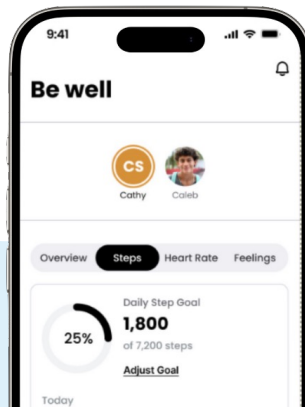 9:41
Be well
CS
Cathy Caleb
Overview Steps Heart Rate Feelings
Daily Step Goal
25%
1,800
of 7,200 steps
Adjust Goal
Today